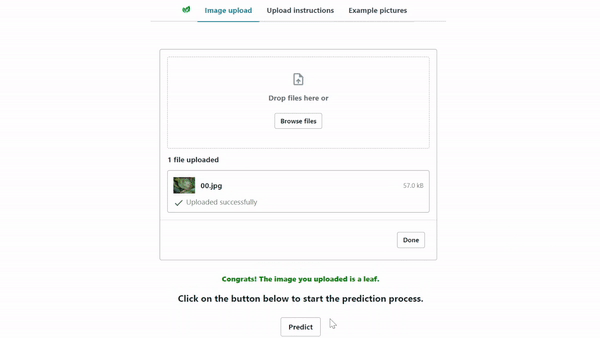 Image upload Upload instructions Example pictures
Drop files here or
Browse files
1 file uploaded
00.jpg 57.0 kB
Uploaded successfully
Done
Congrats! The image you uploaded is a leaf.
Click on the button below to start the prediction process.
Predict